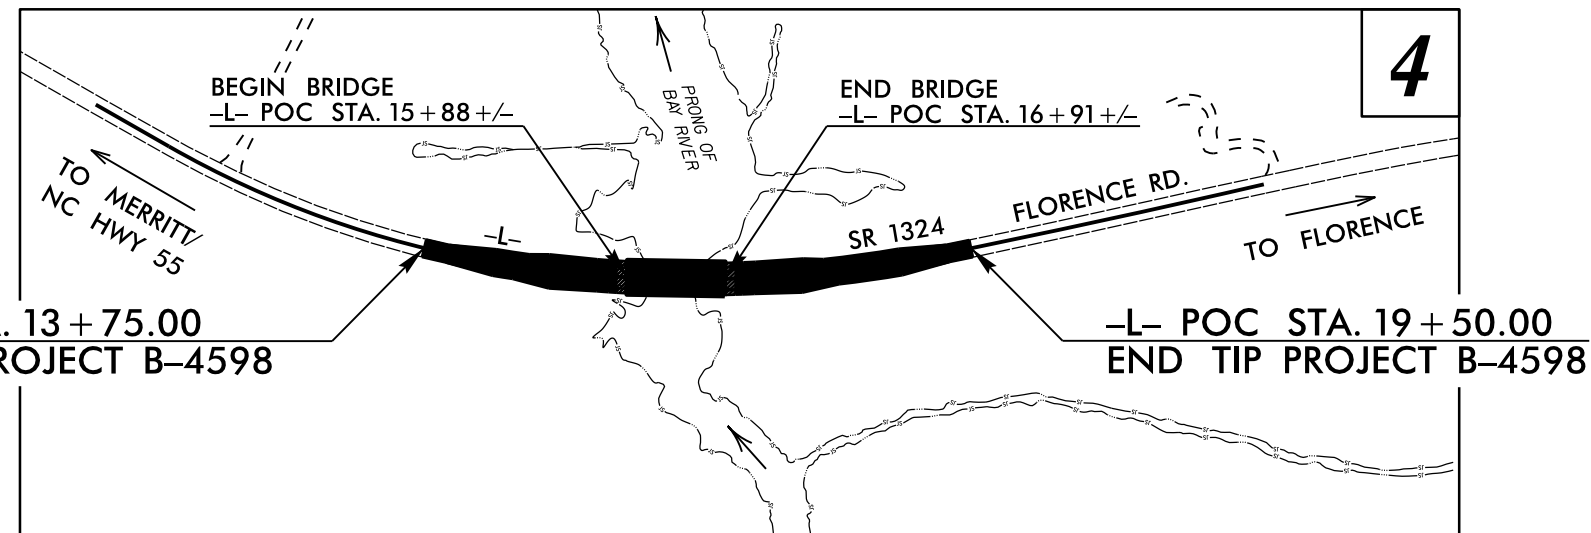 4
BEGIN BRIDGE
-L- POC STA. 15+88+/-
END BRIDGE
-L- POC STA. 16+91+/-
PRONG OF
BAY RIVER
TO MERRITT/
NC HWY 55
-L-
SR 1324
FLORENCE RD.
TO FLORENCE
. 13+75.00
ROJECT B-4598
-L- POC STA. 19+50.00
END TIP PROJECT B-4598